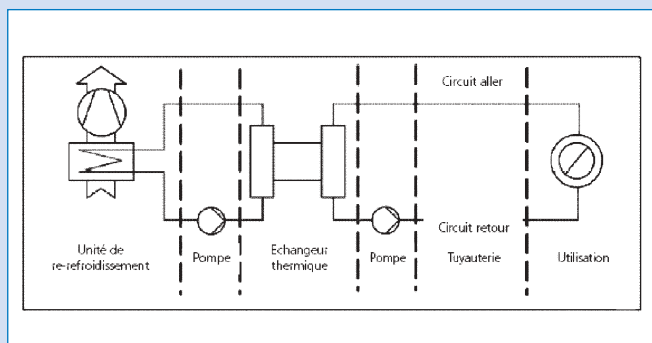 Circuit aller
Circuit retour
Unité de
re-refroidissement
Pompe
Echangeur
thermique
Pompe
Tuyauterie
Utilisation